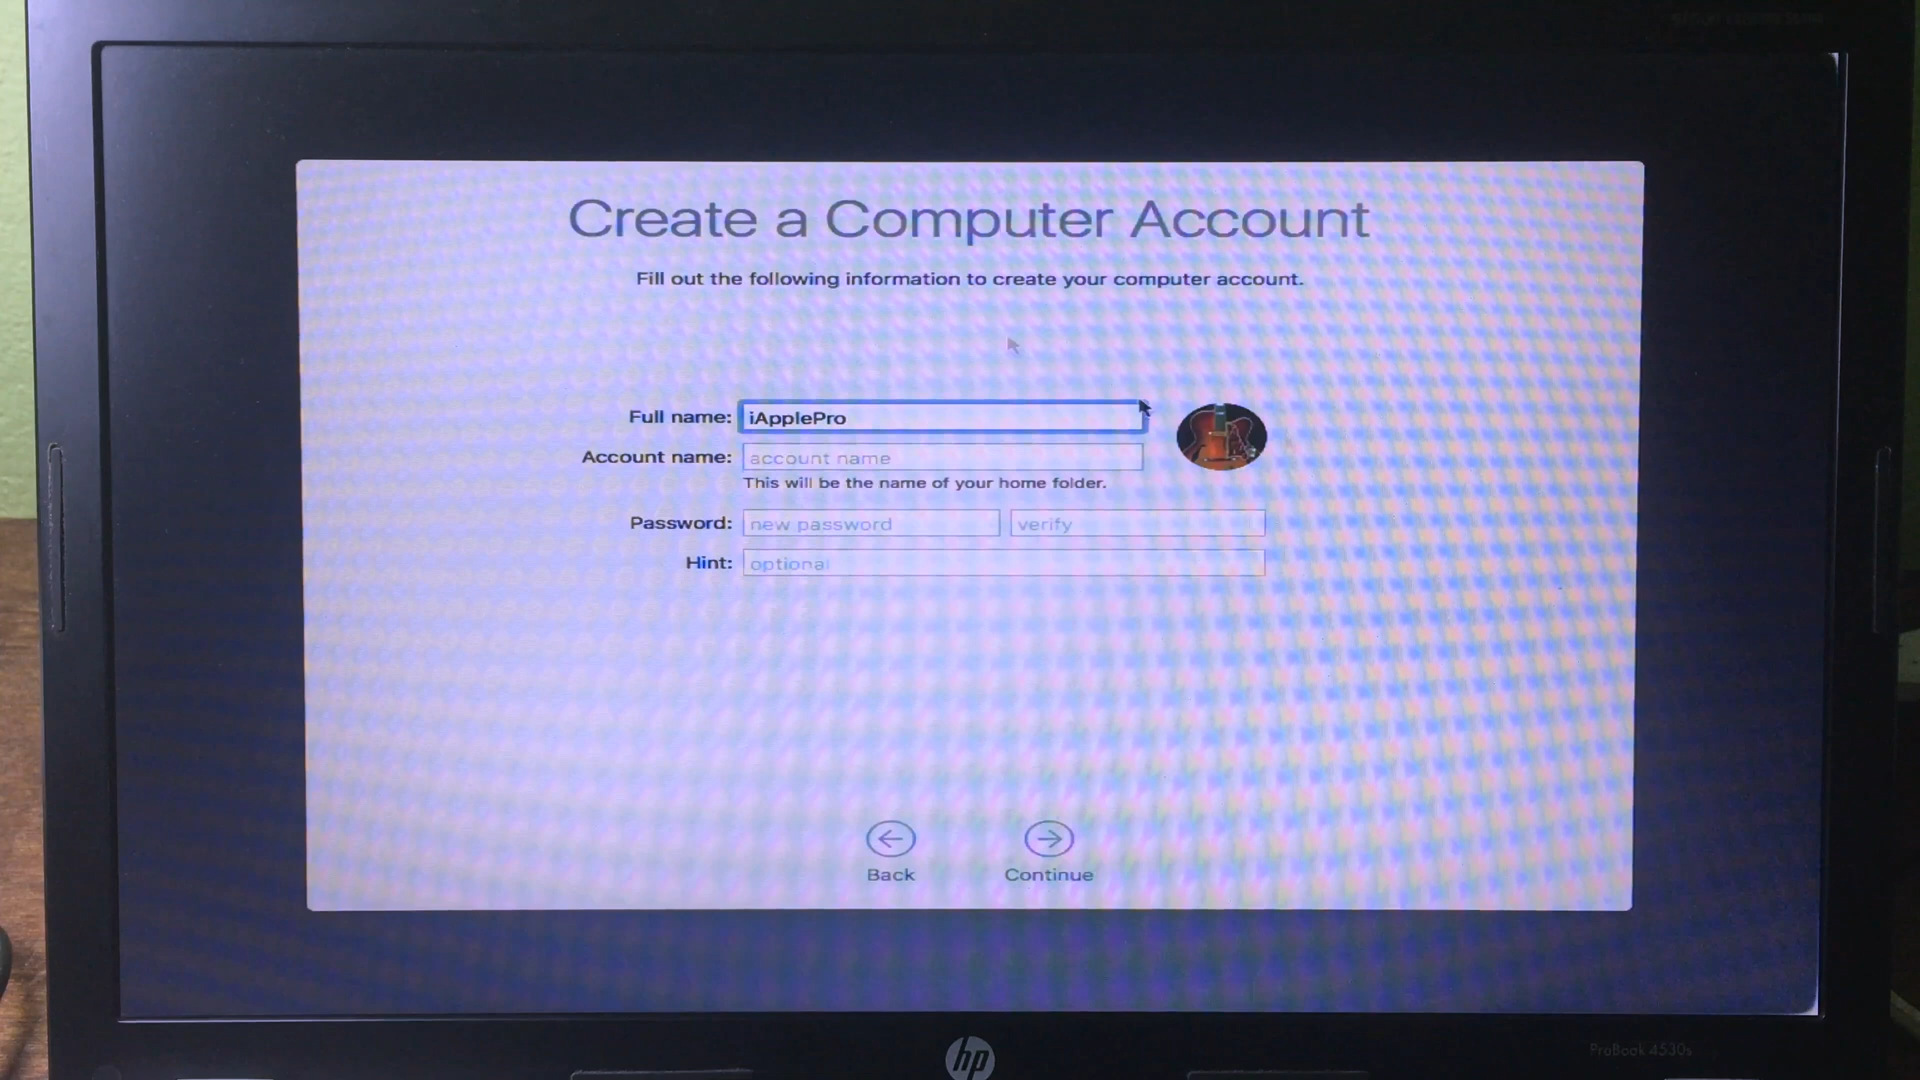 Create a Computer Account
Fill out the following information to create your computer account.
Full name: iApplePro
Account name: account name
This will be the name of your home folder.
Password: new password verify
Hint: optional
Back Continue
hp
ProBook 4530s